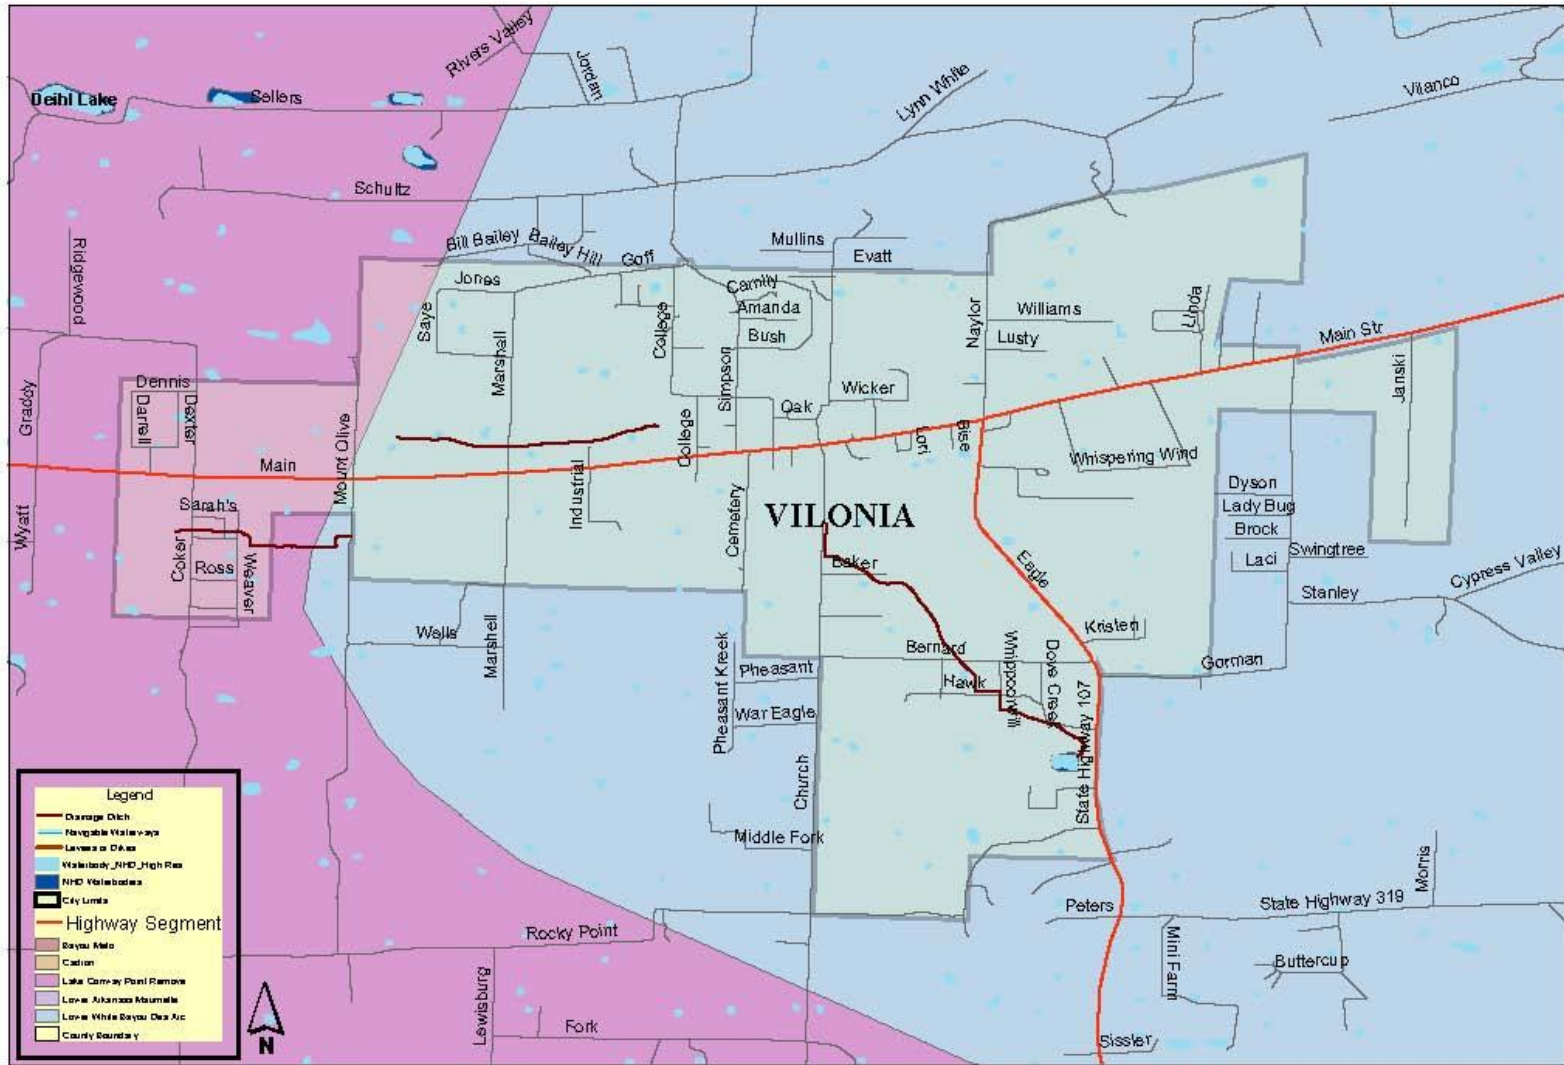 Rivers Valley
Jordan
Deihl Lake
Sellers
Lynn White
Vilanco
Schultz
Ridgewood
Bill Bailey
Bailey Hill
Goff
Mullins
Evatt
Jones
Camily
Amanda
Bush
Saye
Marshall
College
Simpson
Naylor
Williams
Lusty
Linda
Main Str
Janski
Graddy
Dennis
Darrell
Dexter
Mount Olive
Wicker
Oak
College
Lori
Bise
Whispering Wind
Main
Industrial
Cemetery
VILONIA
Dyson
Lady Bug
Brock
Laci
Swingtree
Stanley
Cypress Valley
Wyatt
Sarah's
Coker
Ross
Weaver
Baker
Eagle
Kristen
Wells
Marshell
Bernard
Gorman
Pheasant Kreek
Pheasant
Hawk
Whippoorwill
Dove Creek
War Eagle
State Highway 107
Church
Middle Fork
Morris
Peters
State Highway 319
Rocky Point
Mini Farm
Buttercup
Lewisburg
Fork
Sissler
N
Legend
Drainage Ditch
Navigable Waterways
Levees or Dikes
Waterbody_NHD_High Res
NHD Waterbodies
City Limits
Highway Segment
Bayou Meto
Cadron
Lake Conway Point Remove
Lower Arkansas Maumelle
Lower White Bayou Des Arc
County Boundary